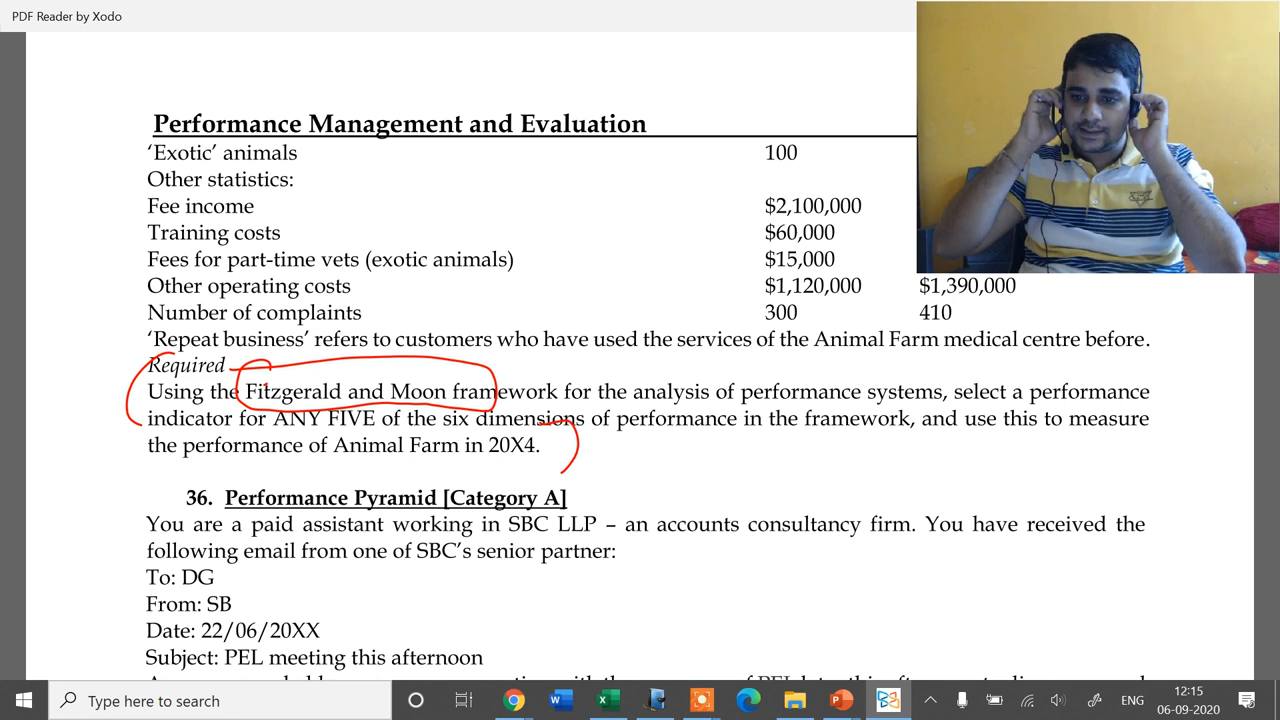 PDF Reader by Xodo
Performance Management and Evaluation
‘Exotic’ animals 100
Other statistics:
Fee income $2,100,000
Training costs $60,000
Fees for part-time vets (exotic animals) $15,000
Other operating costs $1,120,000 $1,390,000
Number of complaints 300 410
‘Repeat business’ refers to customers who have used the services of the Animal Farm medical centre before.
Required
Using the Fitzgerald and Moon framework for the analysis of performance systems, select a performance
indicator for ANY FIVE of the six dimensions of performance in the framework, and use this to measure
the performance of Animal Farm in 20X4.
36. Performance Pyramid [Category A]
You are a paid assistant working in SBC LLP – an accounts consultancy firm. You have received the
following email from one of SBC’s senior partner:
To: DG
From: SB
Date: 22/06/20XX
Subject: PEL meeting this afternoon
Type here to search
ENG
12:15
06-09-2020